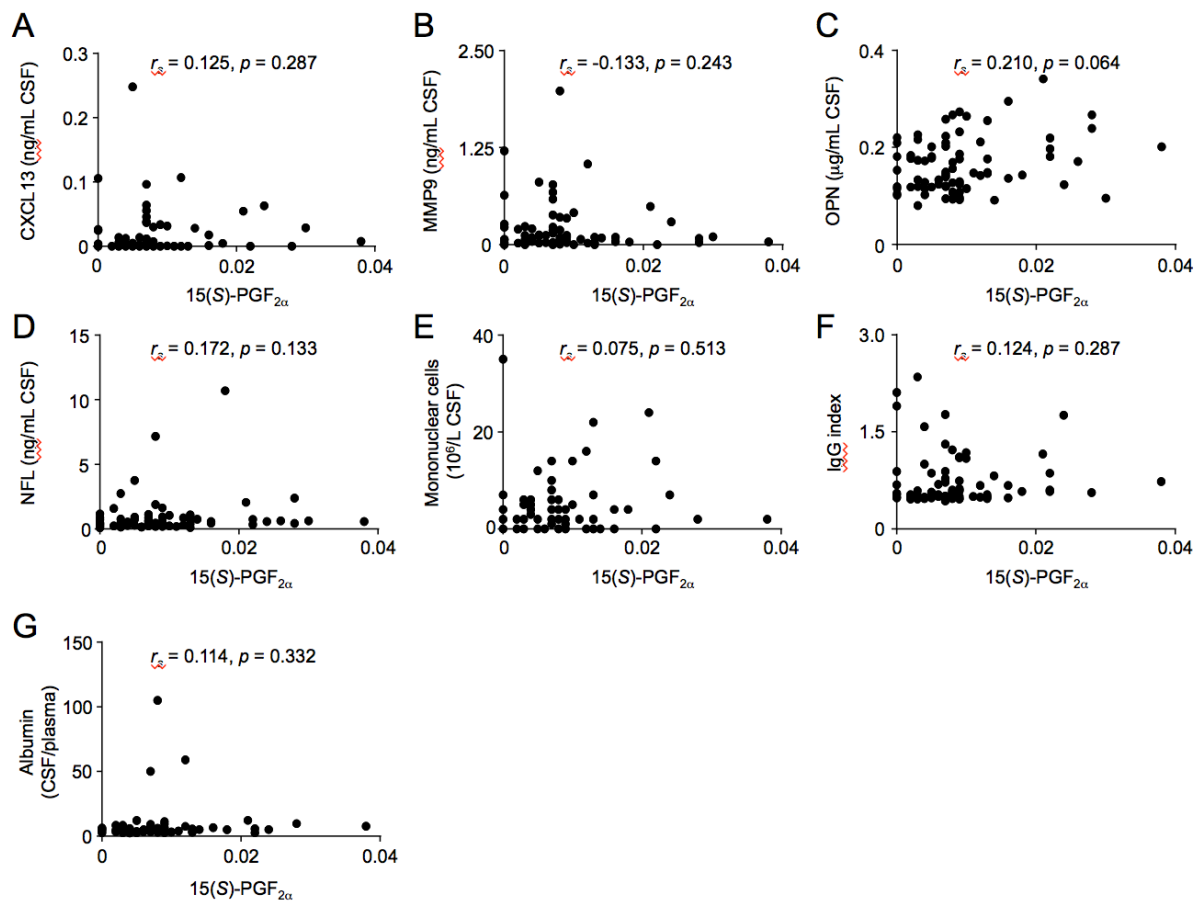 A
rs = 0.125, p = 0.287
CXCL13 (ng/mL CSF)
0.3
0.2
0.1
0
0
0.02
0.04
15(S)-PGF2α
B
rs = -0.133, p = 0.243
MMP9 (ng/mL CSF)
2.50
1.25
0
0
0.02
0.04
15(S)-PGF2α
C
rs = 0.210, p = 0.064
OPN (µg/mL CSF)
0.4
0.2
0
0
0.02
0.04
15(S)-PGF2α
D
rs = 0.172, p = 0.133
NFL (ng/mL CSF)
15
10
5
0
0
0.02
0.04
15(S)-PGF2α
E
rs = 0.075, p = 0.513
Mononuclear cells
(10⁶/L CSF)
40
20
0
0
0.02
0.04
15(S)-PGF2α
F
rs = 0.124, p = 0.287
IgG index
3.0
1.5
0
0
0.02
0.04
15(S)-PGF2α
G
rs = 0.114, p = 0.332
Albumin
(CSF/plasma)
150
100
50
0
0
0.02
0.04
15(S)-PGF2α